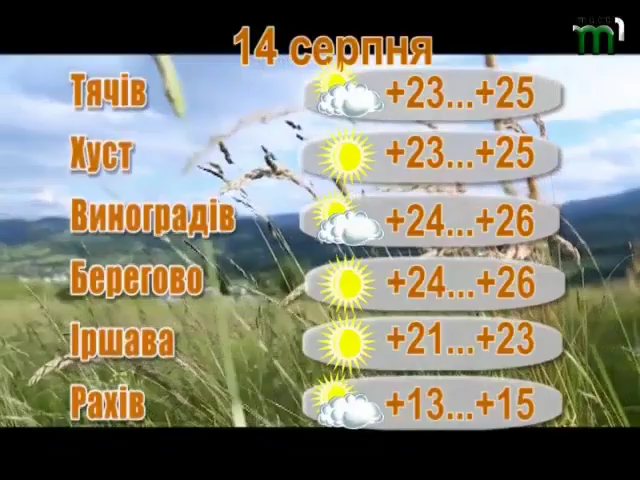 14 серпня
Тячів +23...+25
Хуст +23...+25
Виноградів +24...+26
Берегово +24...+26
Іршава +21...+23
Рахів +13...+15
m1